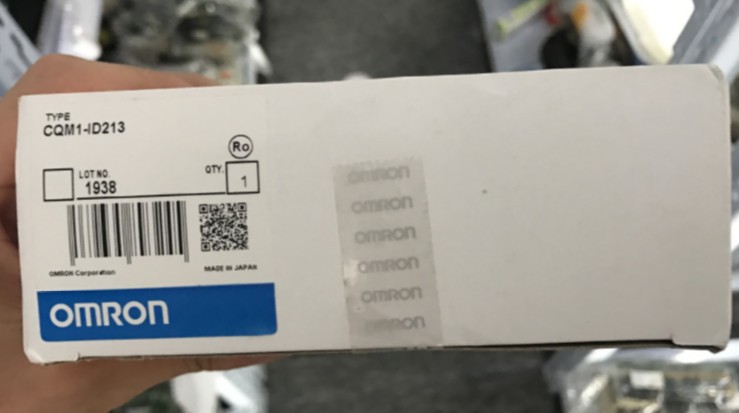 TYPE
CQM1-ID213
Ro
LOT NO.
1938
QTY.
1
OMRON Corporation
MADE IN JAPAN
OMRON
OMRON
OMRON
OMRON
OMRON
OMRON
OMRON